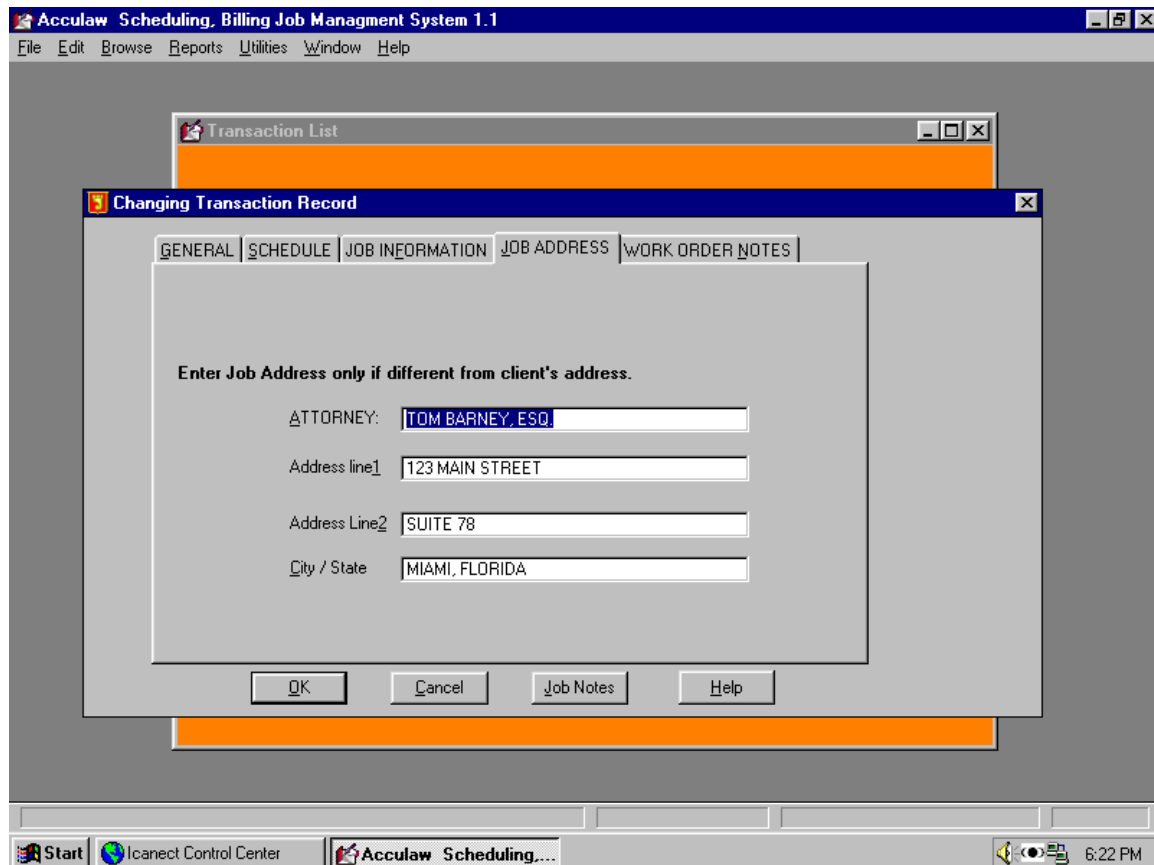 Acculaw Scheduling, Billing Job Managment System 1.1
File Edit Browse Reports Utilities Window Help
Transaction List
Changing Transaction Record
GENERAL SCHEDULE JOB INFORMATION JOB ADDRESS WORK ORDER NOTES
Enter Job Address only if different from client's address.
ATTORNEY: TOM BARNEY, ESQ.
Address line1 123 MAIN STREET
Address Line2 SUITE 78
City / State MIAMI, FLORIDA
OK Cancel Job Notes Help
Start Icanect Control Center Acculaw Scheduling,... 6:22 PM